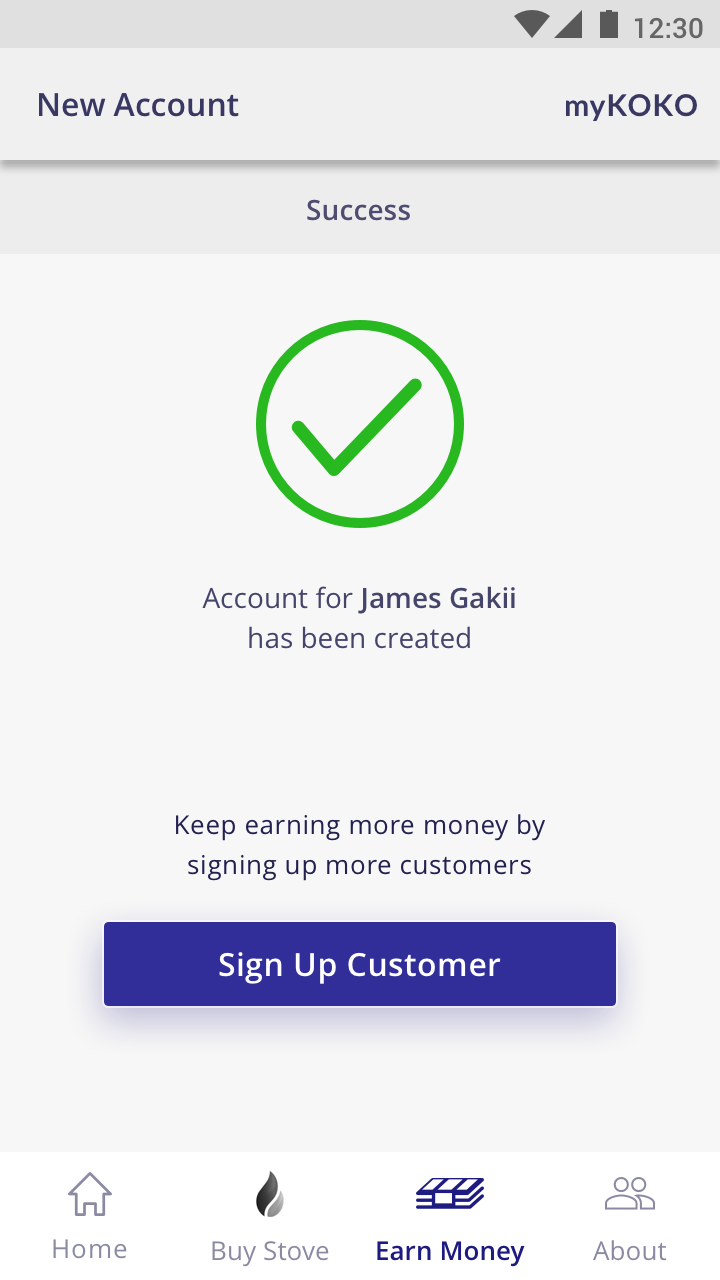 12:30
New Account
myKOKO
Success
Account for James Gakii
has been created
Keep earning more money by
signing up more customers
Sign Up Customer
Home
Buy Stove
Earn Money
About